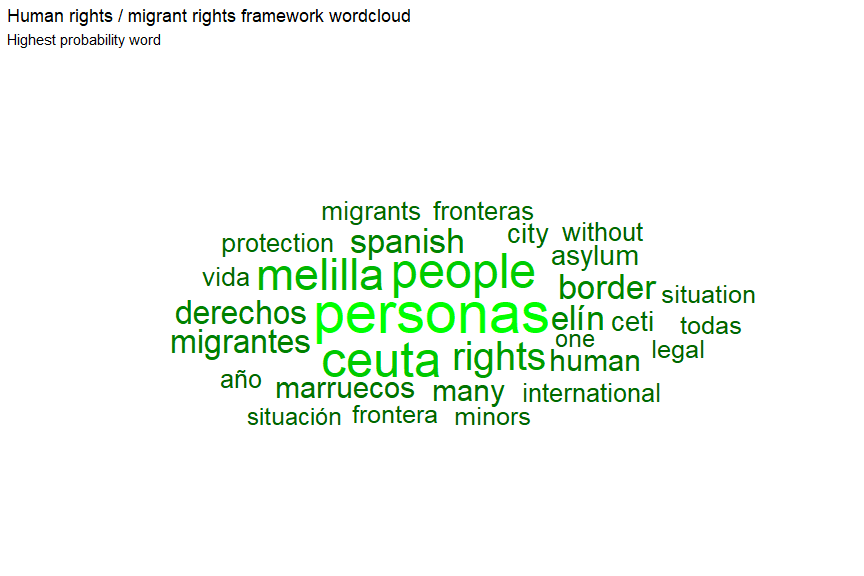 Human rights / migrant rights framework wordcloud
Highest probability word
migrants fronteras
protection spanish city without
asylum
vida melilla people border situation
derechos personas elín ceti todas
migrantes ceuta rights one legal
human
año marruecos many international
situación frontera minors